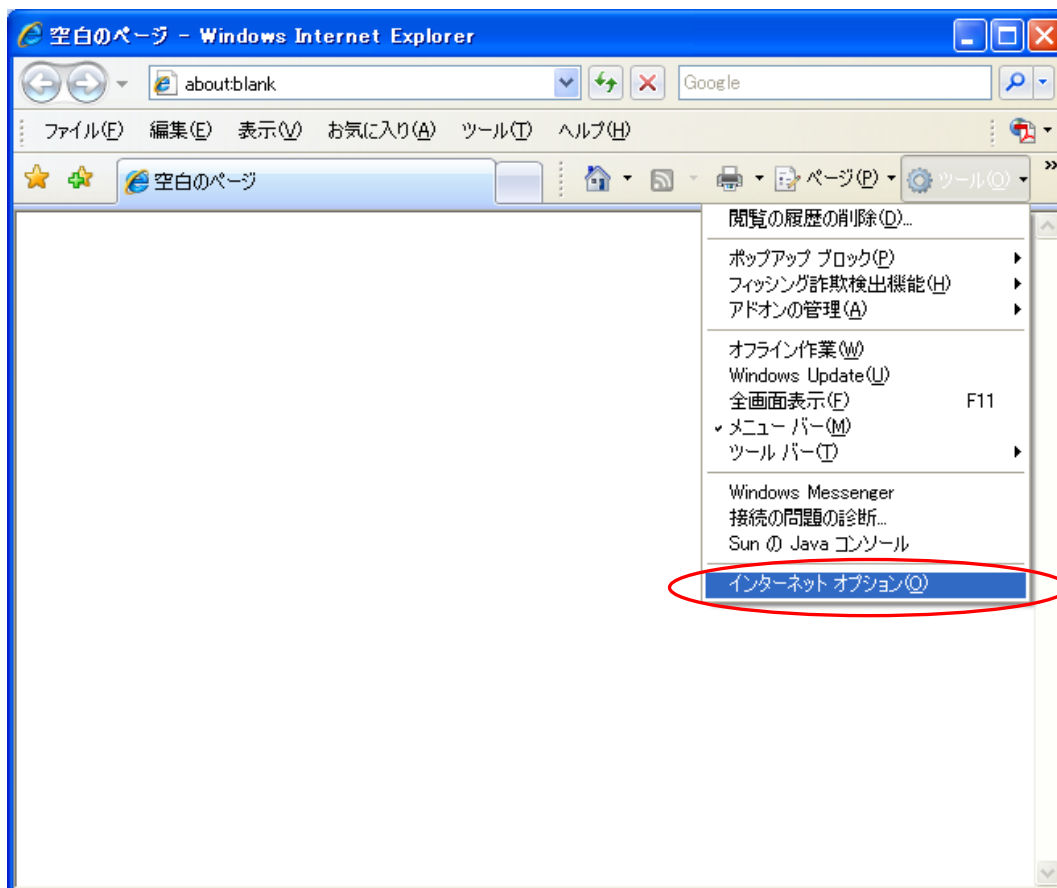 空白のページ - Windows Internet Explorer
about:blank
Google
ファイル(F) 編集(E) 表示(V) お気に入り(A) ツール(T) ヘルプ(H)
空白のページ
ページ(P) ツール(O) »
閲覧の履歴の削除(D)...
ポップアップ ブロック(P)
フィッシング詐欺検出機能(H)
アドオンの管理(A)
オフライン作業(W)
Windows Update(U)
全画面表示(F) F11
メニュー バー(M)
ツール バー(T)
Windows Messenger
接続の問題の診断...
Sun の Java コンソール
インターネット オプション(O)